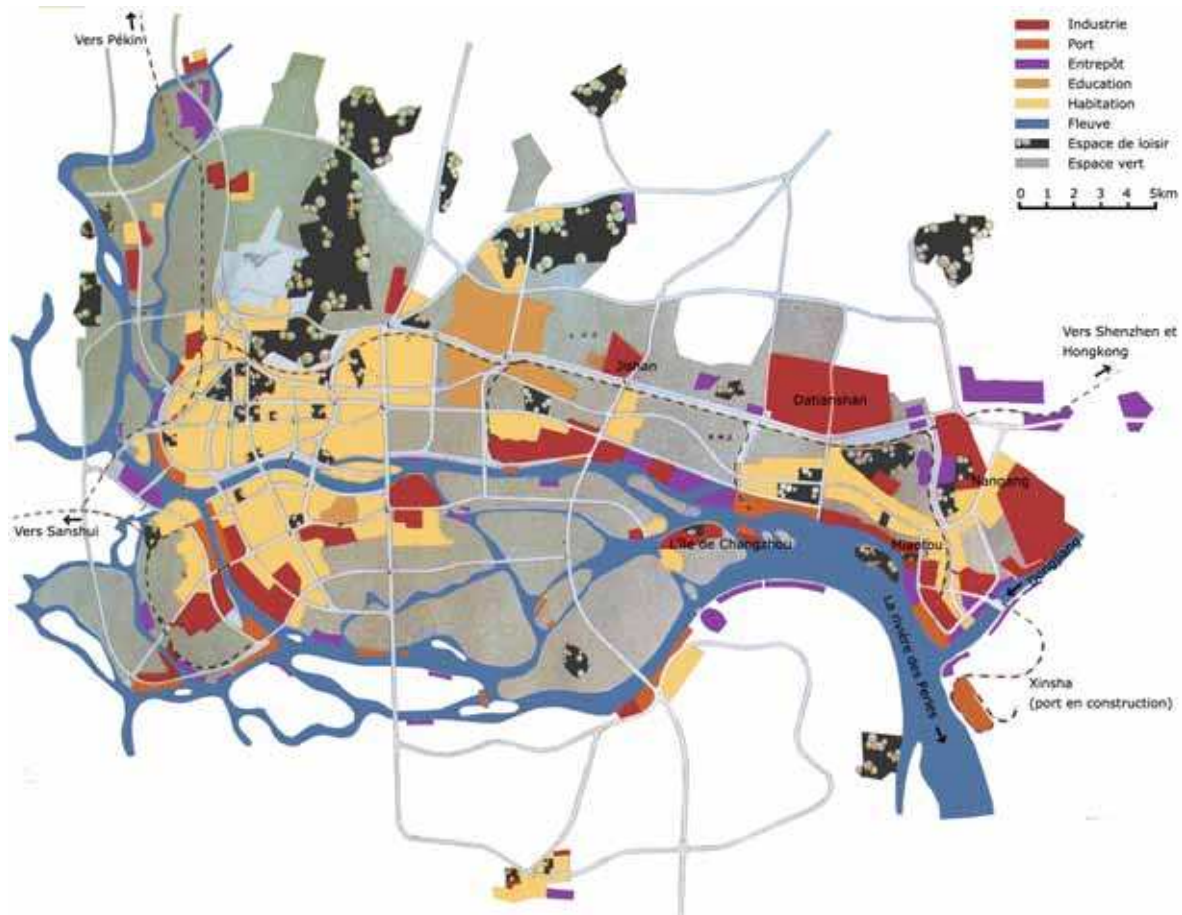 Vers Pékin
Industrie
Port
Entrepôt
Education
Habitation
Fleuve
Espace de loisir
Espace vert
0 1 2 3 4 5km
Vers Shenzhen et
Hongkong
Jishan
Datianshan
Nangang
Vers Sanshui
L'île de Changzhou
Miaotou
Dongjiang
La rivière des Perles
Xinsha
(port en construction)